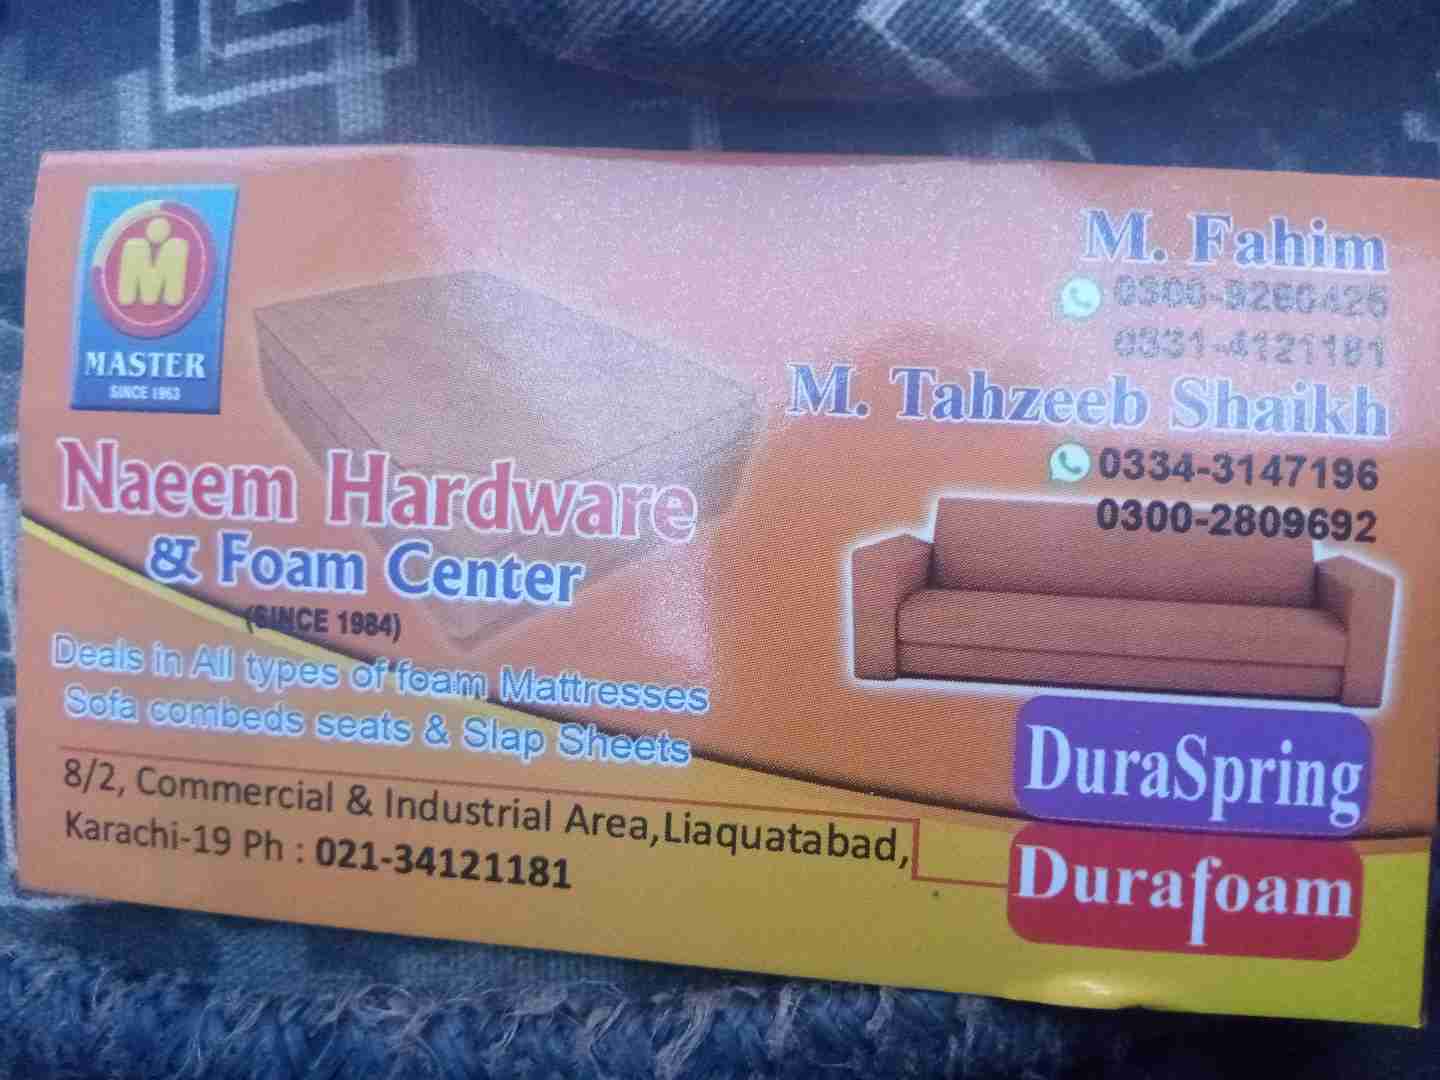 M
MASTER
SINCE 1963
Naeem Hardware
& Foam Center
(SINCE 1984)
Deals in All types of foam Mattresses
Sofa combeds seats & Slap Sheets
8/2, Commercial & Industrial Area,Liaquatabad,
Karachi-19 Ph : 021-34121181
M. Fahim
0300-9260425
0331-4121181
M. Tahzeeb Shaikh
0334-3147196
0300-2809692
DuraSpring
Durafoam